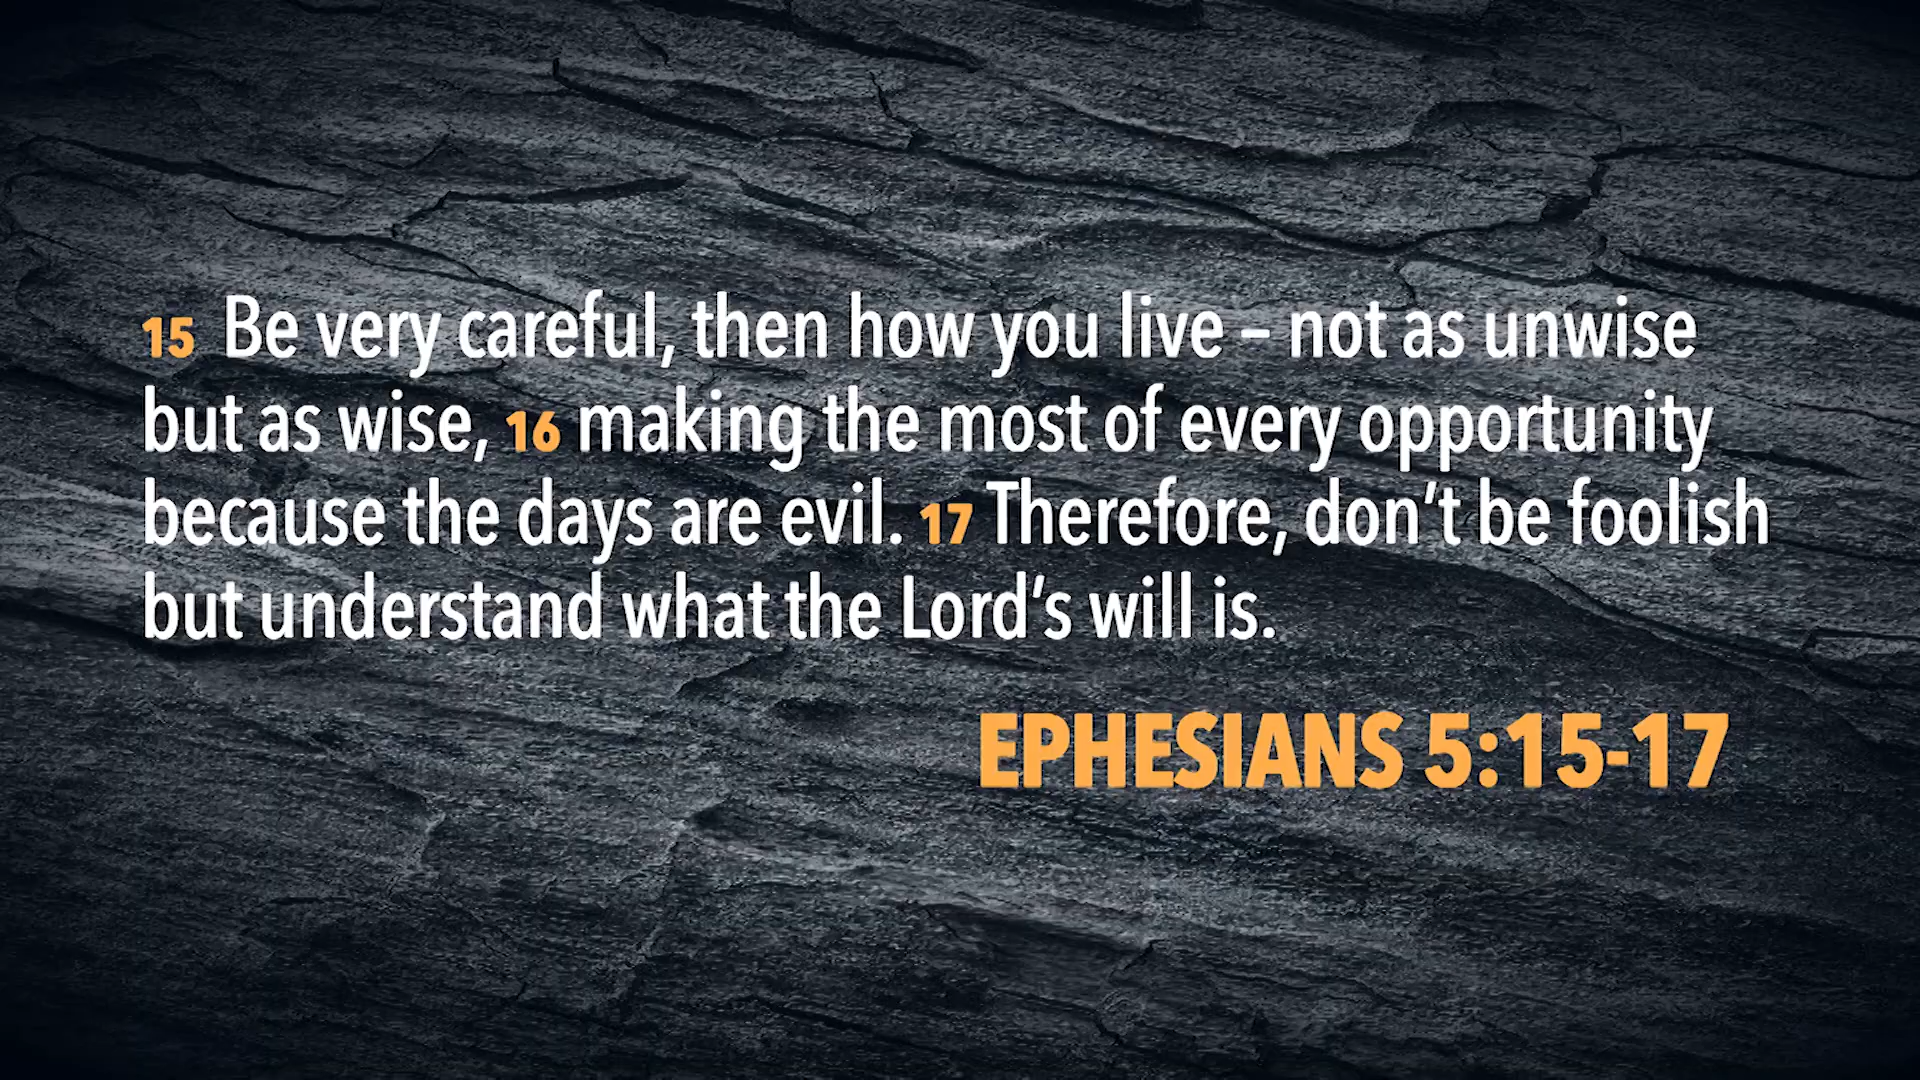 15 Be very careful, then how you live – not as unwise
but as wise, 16 making the most of every opportunity
because the days are evil. 17 Therefore, don’t be foolish
but understand what the Lord’s will is.
EPHESIANS 5:15-17